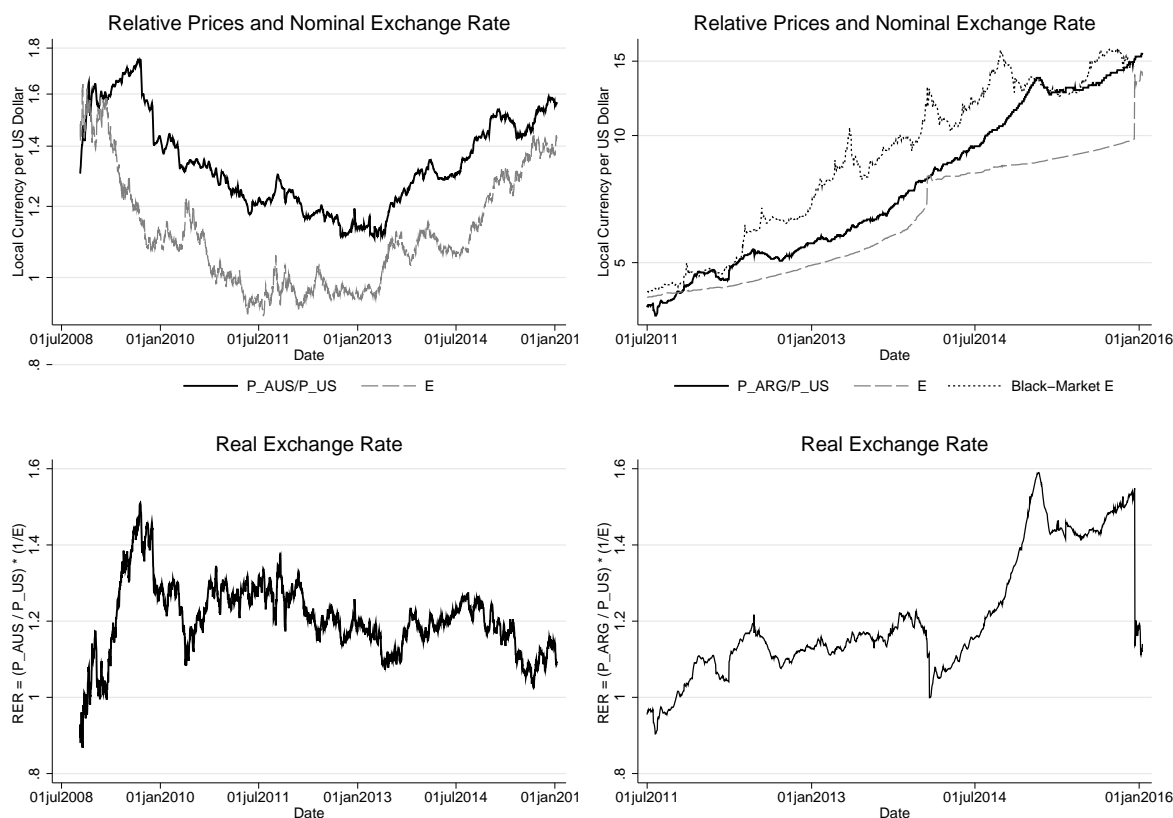 Relative Prices and Nominal Exchange Rate
Local Currency per US Dollar
1.8
1.6
1.4
1.2
1
.8
01jul2008 01jan2010 01jul2011 01jan2013 01jul2014 01jan201
Date
P_AUS/P_US E
Relative Prices and Nominal Exchange Rate
Local Currency per US Dollar
15
10
5
01jul2011 01jan2013 01jul2014 01jan2016
Date
P_ARG/P_US E Black−Market E
Real Exchange Rate
RER = (P_AUS / P_US) * (1/E)
1.6
1.4
1.2
1
.8
01jul2008 01jan2010 01jul2011 01jan2013 01jul2014 01jan201
Date
Real Exchange Rate
RER = (P_ARG / P_US) * (1/E)
1.6
1.4
1.2
1
.8
01jul2011 01jan2013 01jul2014 01jan2016
Date